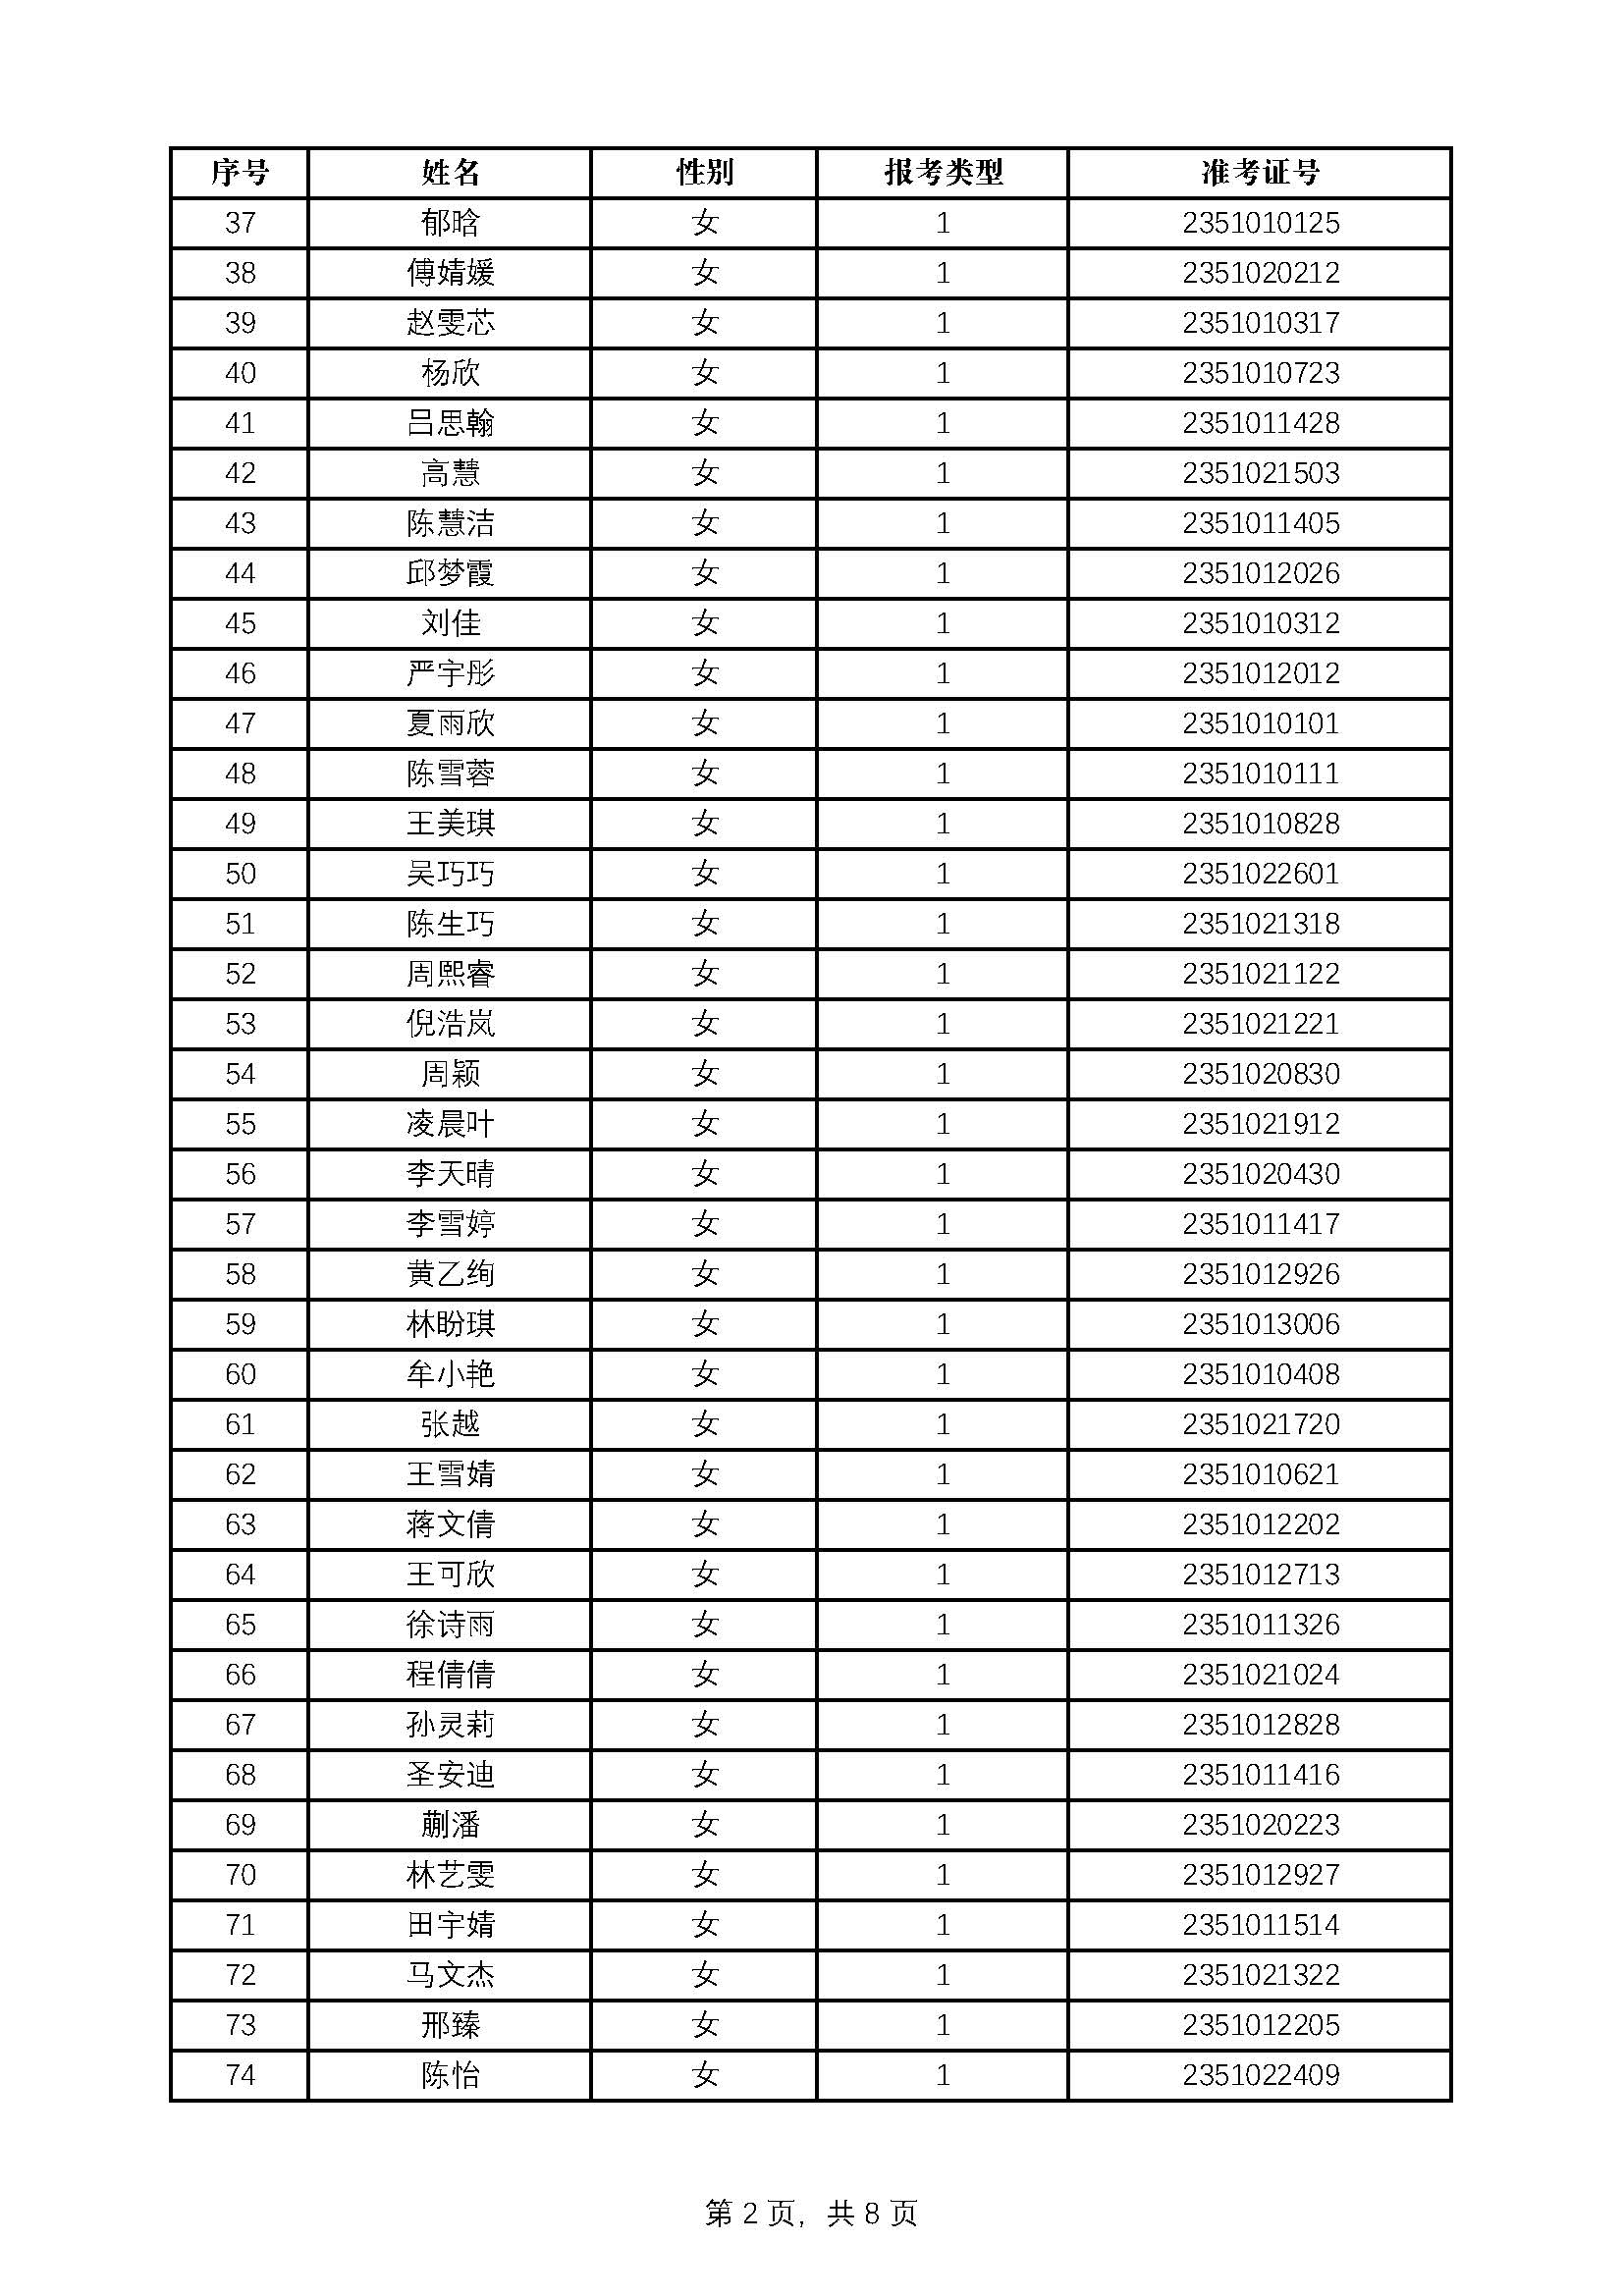 序号 姓名 性别 报考类型 准考证号
37 郁晗 女 1 2351010125
38 傅婧媛 女 1 2351020212
39 赵雯芯 女 1 2351010317
40 杨欣 女 1 2351010723
41 吕思翰 女 1 2351011428
42 高慧 女 1 2351021503
43 陈慧洁 女 1 2351011405
44 邱梦霞 女 1 2351012026
45 刘佳 女 1 2351010312
46 严宇彤 女 1 2351012012
47 夏雨欣 女 1 2351010101
48 陈雪蓉 女 1 2351010111
49 王美琪 女 1 2351010828
50 吴巧巧 女 1 2351022601
51 陈生巧 女 1 2351021318
52 周熙睿 女 1 2351021122
53 倪浩岚 女 1 2351021221
54 周颖 女 1 2351020830
55 凌晨叶 女 1 2351021912
56 李天晴 女 1 2351020430
57 李雪婷 女 1 2351011417
58 黄乙绚 女 1 2351012926
59 林盼琪 女 1 2351013006
60 牟小艳 女 1 2351010408
61 张越 女 1 2351021720
62 王雪婧 女 1 2351010621
63 蒋文倩 女 1 2351012202
64 王可欣 女 1 2351012713
65 徐诗雨 女 1 2351011326
66 程倩倩 女 1 2351021024
67 孙灵莉 女 1 2351012828
68 圣安迪 女 1 2351011416
69 蒯潘 女 1 2351020223
70 林艺雯 女 1 2351012927
71 田宇婧 女 1 2351011514
72 马文杰 女 1 2351021322
73 邢臻 女 1 2351012205
74 陈怡 女 1 2351022409
第 2 页，共 8 页